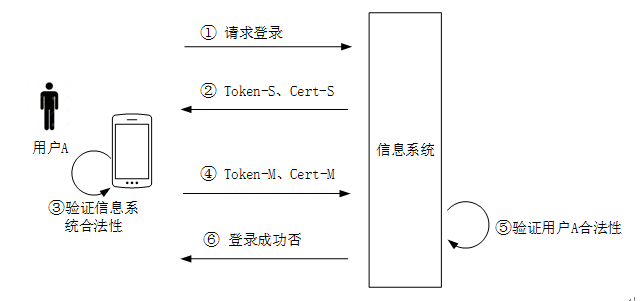 ① 请求登录
② Token-S、Cert-S
用户A
信息系统
③验证信息系
统合法性
④ Token-M、Cert-M
⑤验证用户A合法性
⑥ 登录成功否